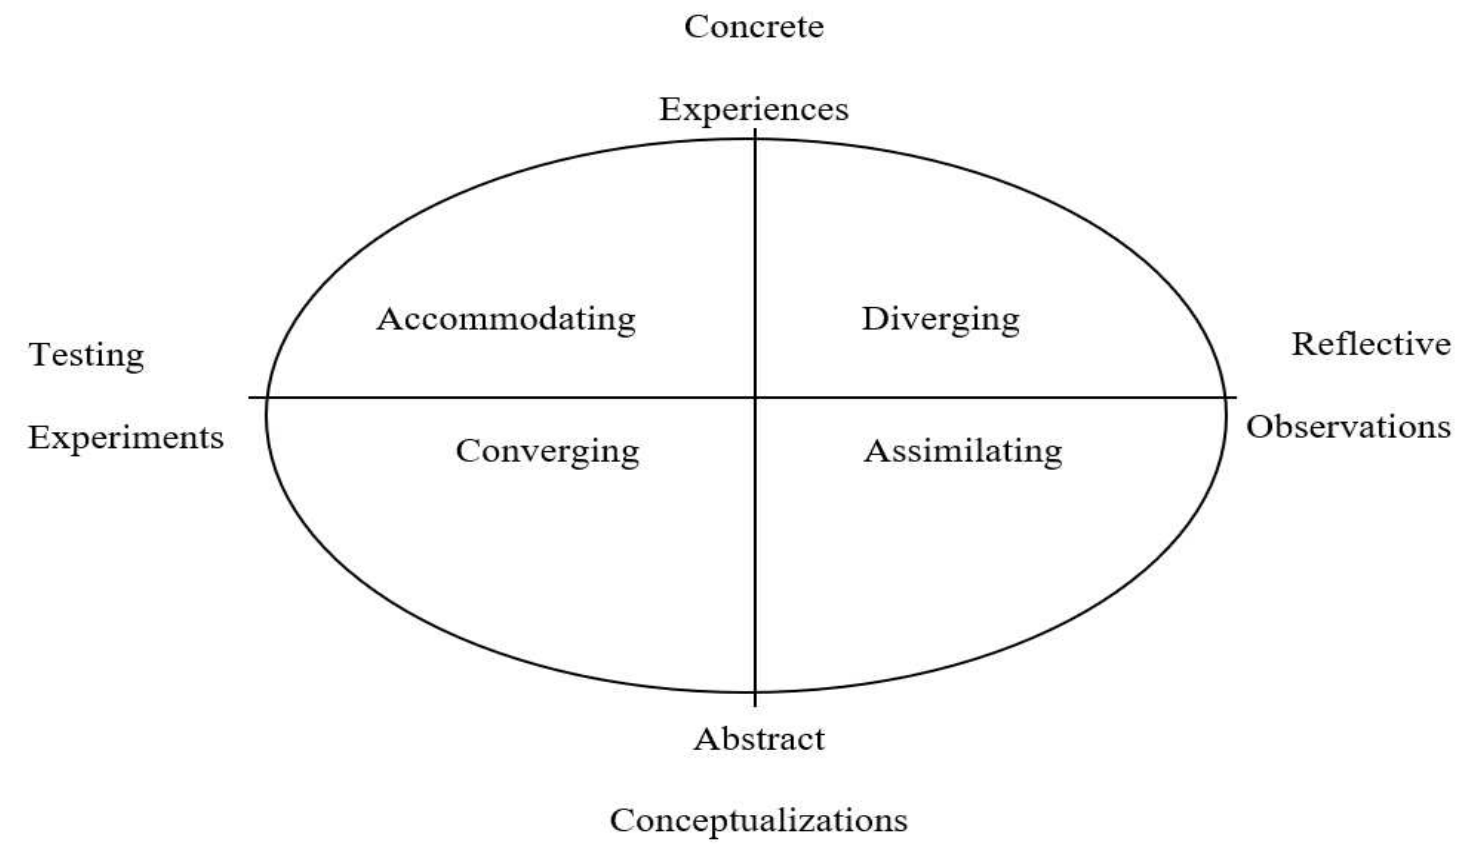 Concrete
Experiences
Accommodating
Diverging
Testing
Experiments
Reflective
Observations
Converging
Assimilating
Abstract
Conceptualizations